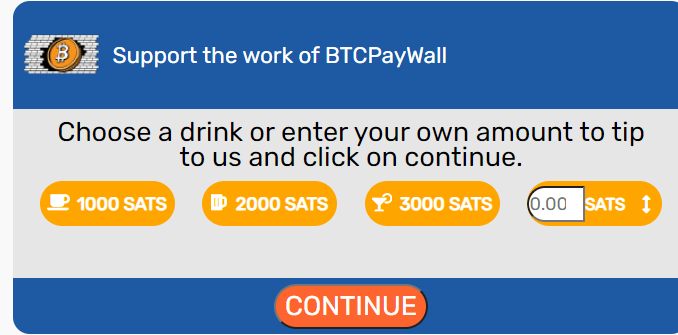 Support the work of BTCPayWall
Choose a drink or enter your own amount to tip
to us and click on continue.
1000 SATS 2000 SATS 3000 SATS 0.00 SATS
CONTINUE